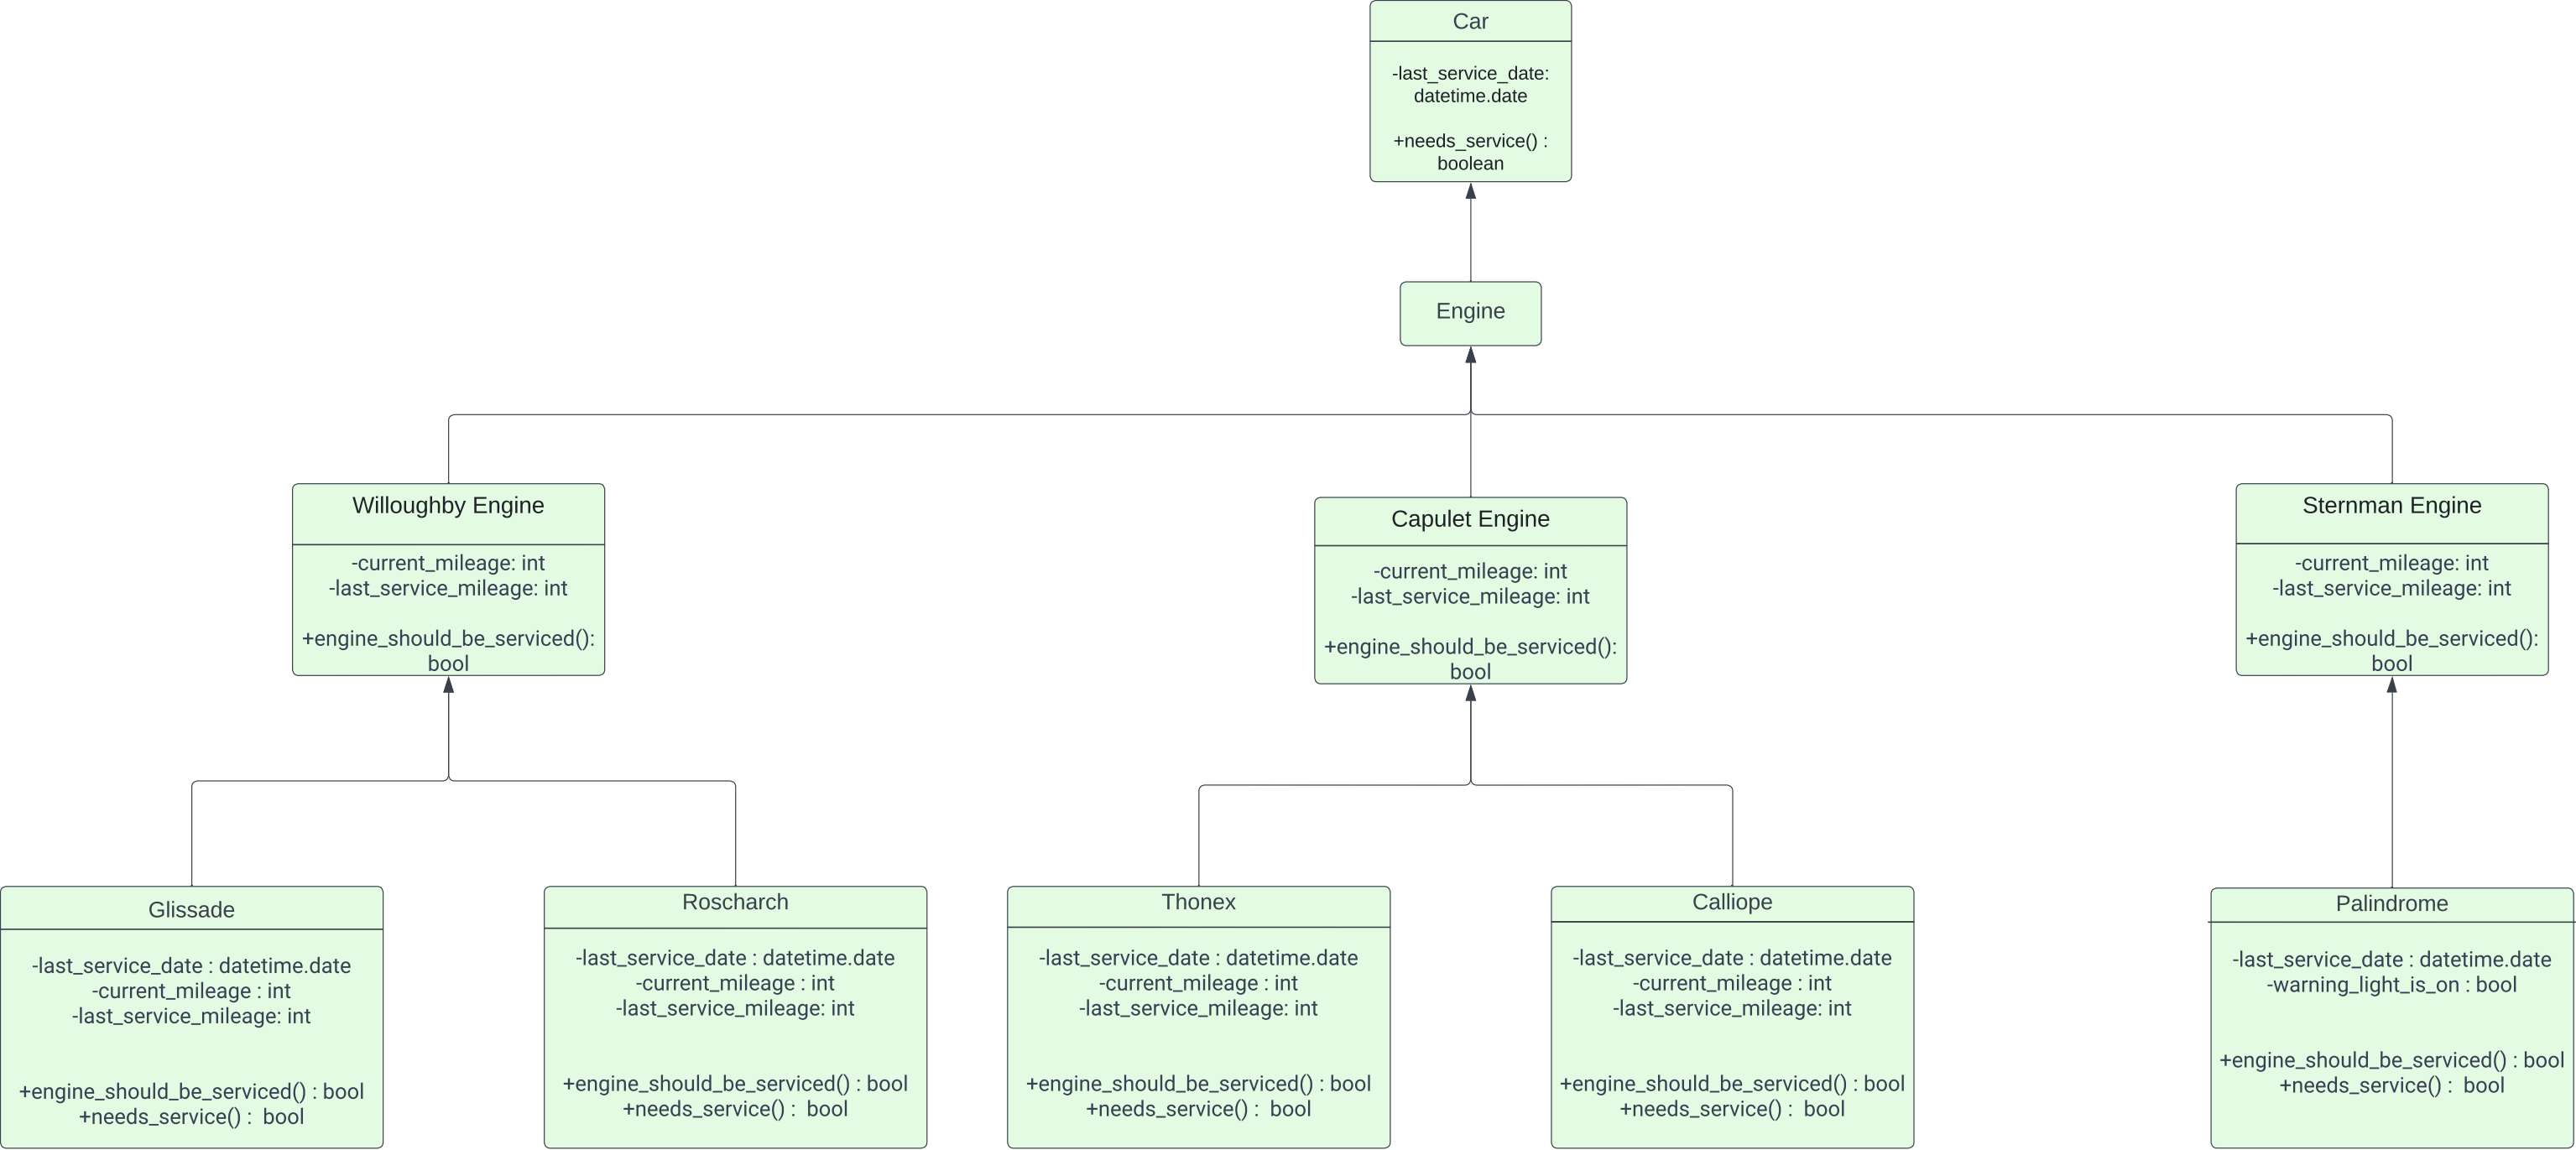 Car
-last_service_date:
datetime.date
+needs_service() :
boolean
Engine
Willoughby Engine
-current_mileage: int
-last_service_mileage: int
+engine_should_be_serviced():
bool
Capulet Engine
-current_mileage: int
-last_service_mileage: int
+engine_should_be_serviced():
bool
Sternman Engine
-current_mileage: int
-last_service_mileage: int
+engine_should_be_serviced():
bool
Glissade
-last_service_date : datetime.date
-current_mileage : int
-last_service_mileage: int
+engine_should_be_serviced() : bool
+needs_service() :  bool
Roscharch
-last_service_date : datetime.date
-current_mileage : int
-last_service_mileage: int
+engine_should_be_serviced() : bool
+needs_service() :  bool
Thonex
-last_service_date : datetime.date
-current_mileage : int
-last_service_mileage: int
+engine_should_be_serviced() : bool
+needs_service() :  bool
Calliope
-last_service_date : datetime.date
-current_mileage : int
-last_service_mileage: int
+engine_should_be_serviced() : bool
+needs_service() :  bool
Palindrome
-last_service_date : datetime.date
-warning_light_is_on : bool
+engine_should_be_serviced() : bool
+needs_service() :  bool